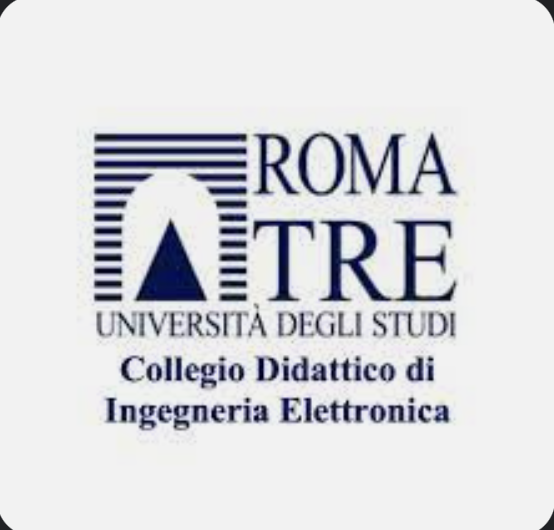 ROMA
TRE
UNIVERSITÀ DEGLI STUDI
Collegio Didattico di
Ingegneria Elettronica